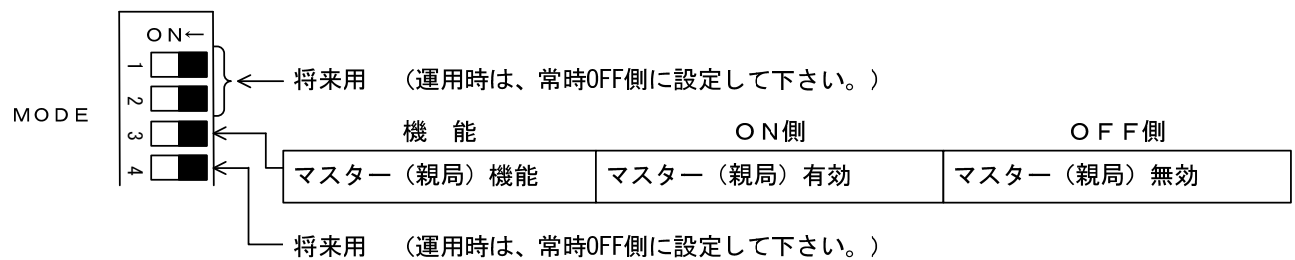 ON←
1
将来用 (運用時は、常時OFF側に設定して下さい。)
2
MODE
3
機 能 ON側 OFF側
4
マスター(親局)機能 マスター(親局)有効 マスター(親局)無効
将来用 (運用時は、常時OFF側に設定して下さい。)